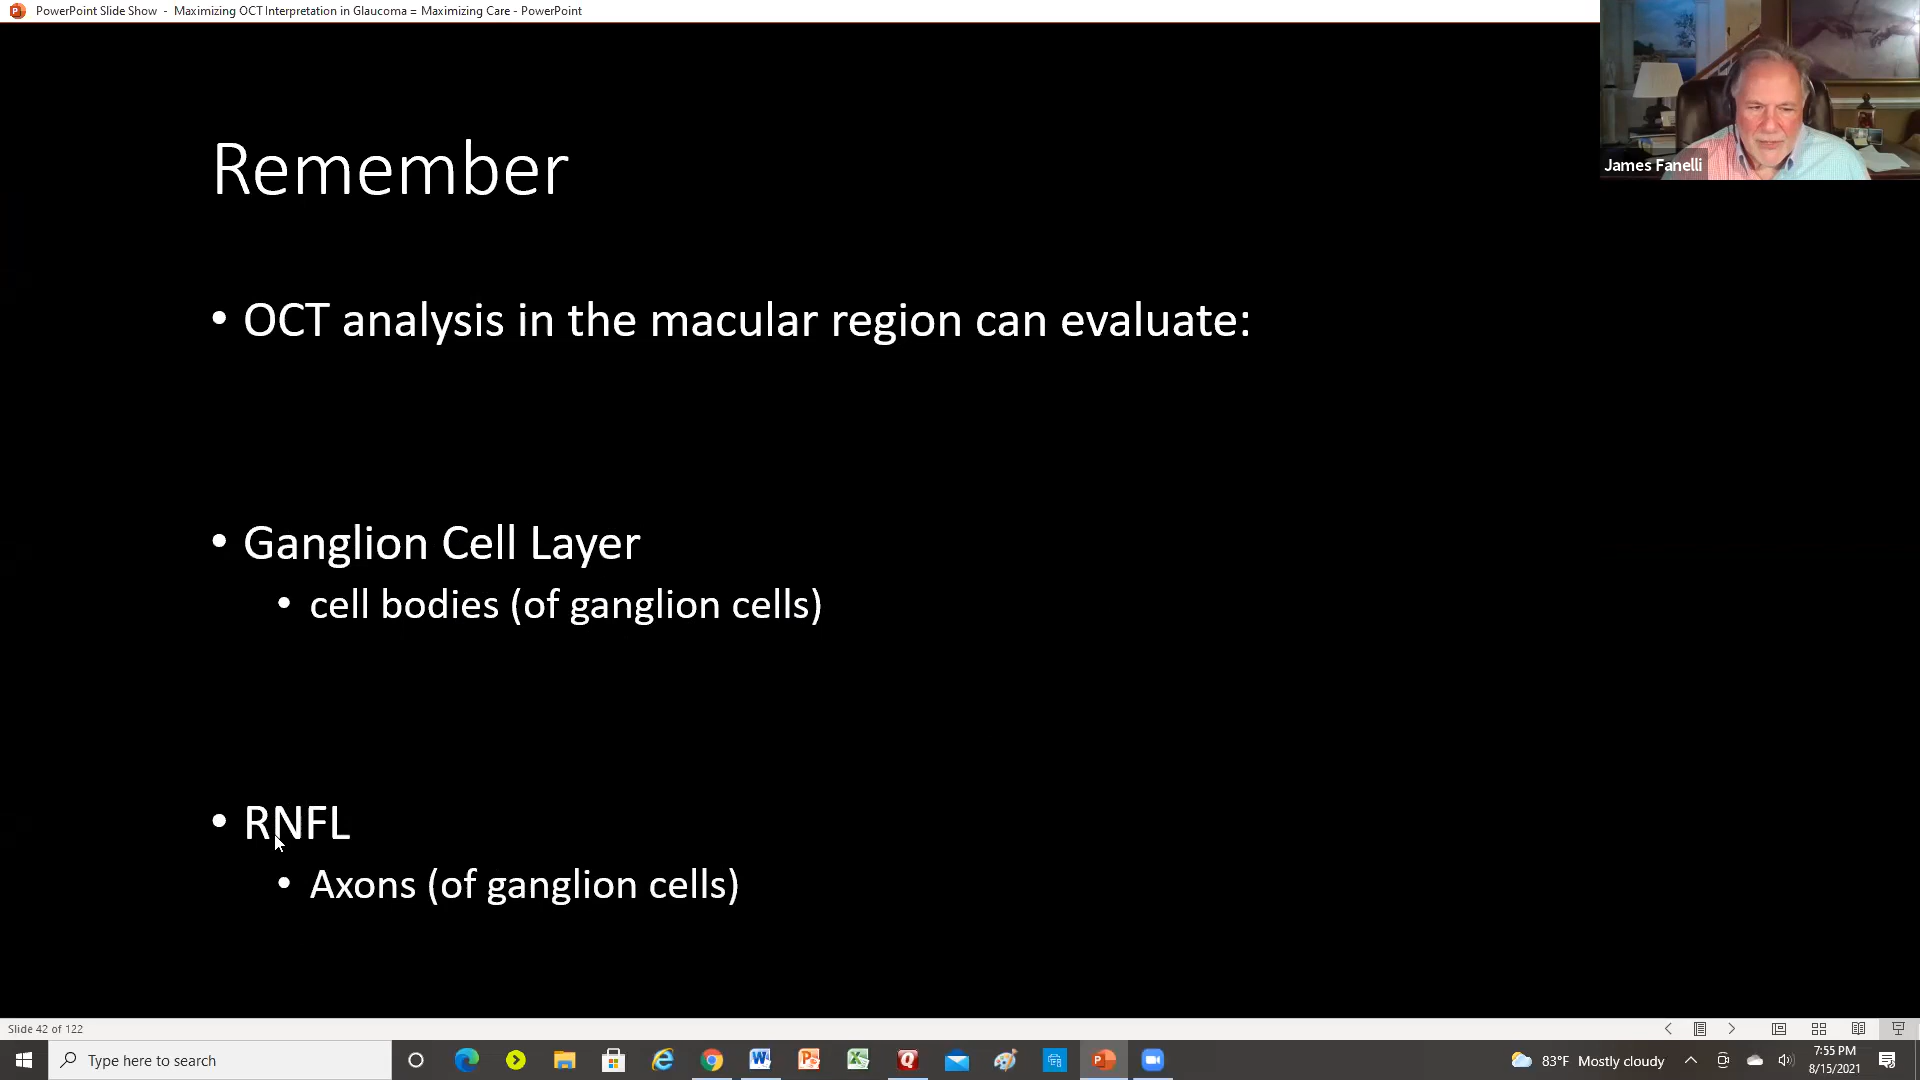 PowerPoint Slide Show - Maximizing OCT Interpretation in Glaucoma = Maximizing Care - PowerPoint
James Fanelli
Remember
• OCT analysis in the macular region can evaluate:
• Ganglion Cell Layer
• cell bodies (of ganglion cells)
• RNFL
• Axons (of ganglion cells)
Slide 42 of 122
Type here to search
83°F Mostly cloudy
7:55 PM
8/15/2021